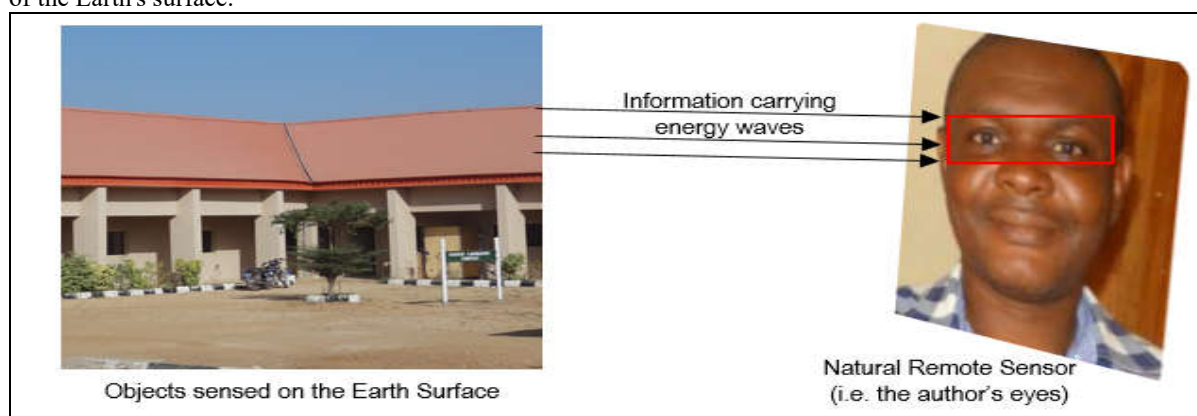 of the Earth's surface.
Information carrying
energy waves
Objects sensed on the Earth Surface
Natural Remote Sensor
(i.e. the author's eyes)